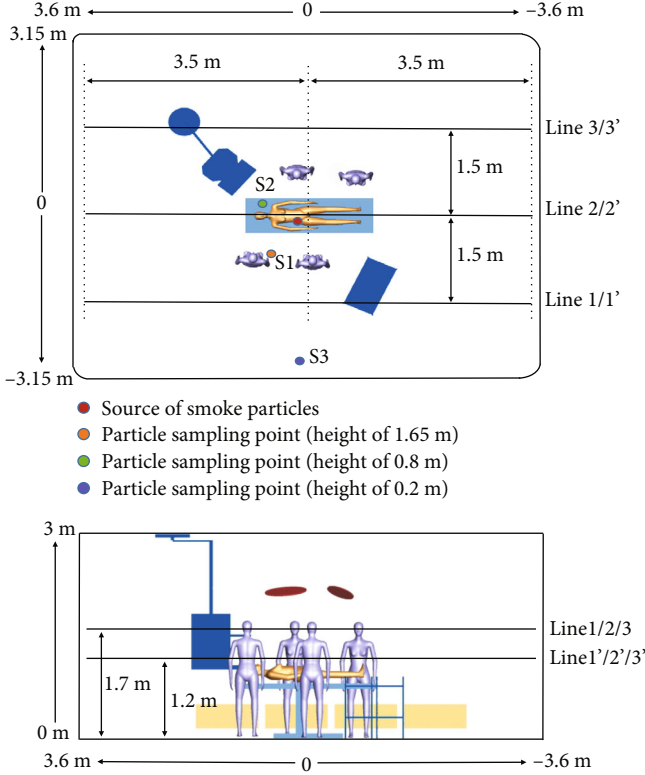 3.6 m 0 –3.6 m
3.15 m
3.5 m 3.5 m
Line 3/3'
1.5 m
S2
0
Line 2/2'
1.5 m
S1
Line 1/1'
S3
–3.15 m
Source of smoke particles
Particle sampling point (height of 1.65 m)
Particle sampling point (height of 0.8 m)
Particle sampling point (height of 0.2 m)
3 m
Line1/2/3
Line1'/2'/3'
1.7 m
1.2 m
0 m
3.6 m 0 –3.6 m